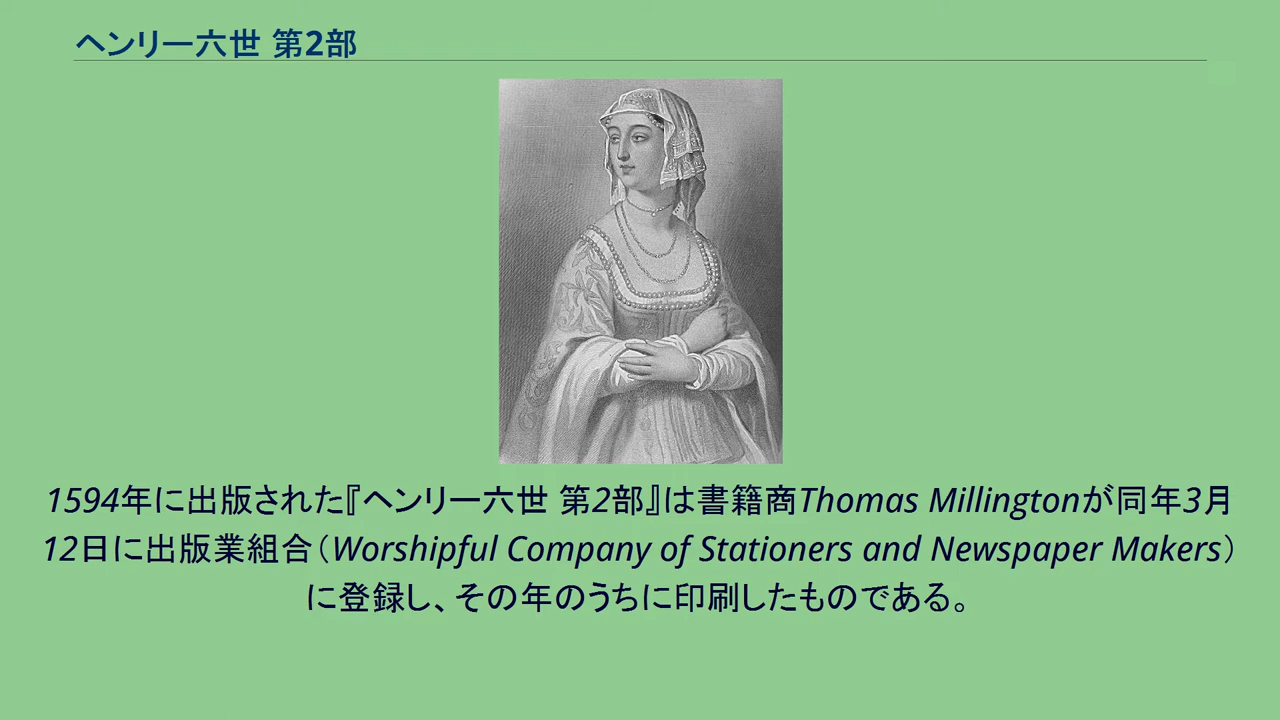 ヘンリー六世 第2部
1594年に出版された『ヘンリー六世 第2部』は書籍商Thomas Millingtonが同年3月
12日に出版業組合（Worshipful Company of Stationers and Newspaper Makers）
に登録し、その年のうちに印刷したものである。